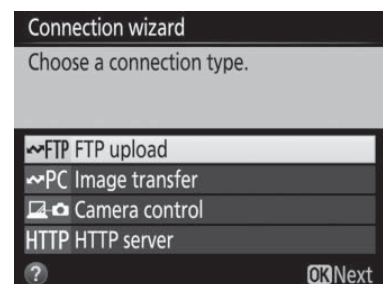 Connection wizard
Choose a connection type.
FTP FTP upload
PC Image transfer
Camera control
HTTP HTTP server
? OK Next